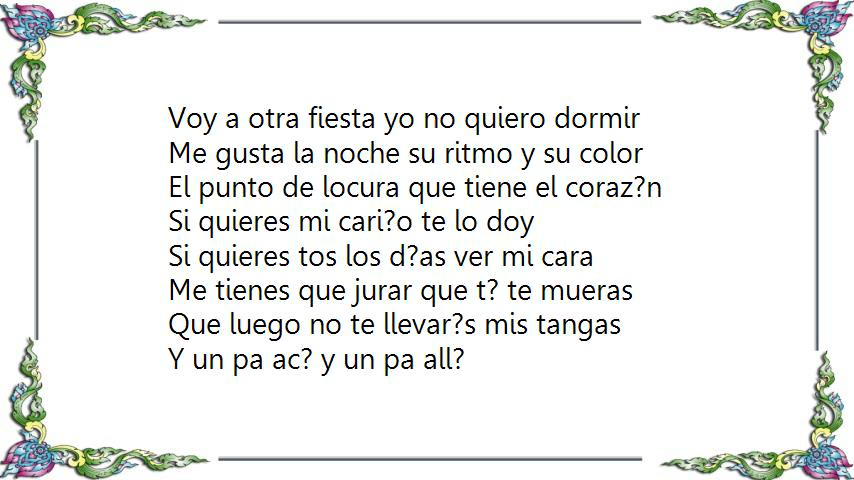 Voy a otra fiesta yo no quiero dormir
Me gusta la noche su ritmo y su color
El punto de locura que tiene el coraz?n
Si quieres mi cari?o te lo doy
Si quieres tos los d?as ver mi cara
Me tienes que jurar que t? te mueras
Que luego no te llevar?s mis tangas
Y un pa ac? y un pa all?